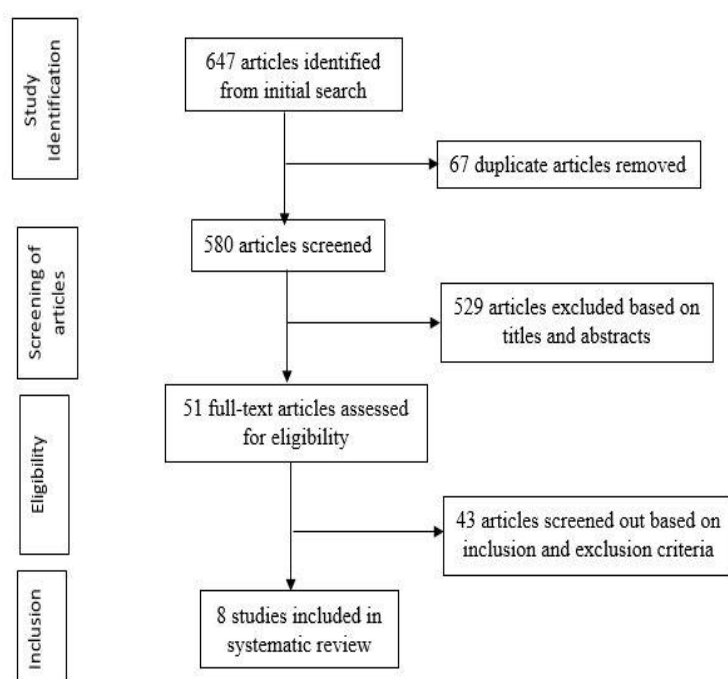 Study
Identification
647 articles identified
from initial search
67 duplicate articles removed
Screening of
articles
580 articles screened
529 articles excluded based on
titles and abstracts
Eligibility
51 full-text articles assessed
for eligibility
43 articles screened out based on
inclusion and exclusion criteria
Inclusion
8 studies included in
systematic review